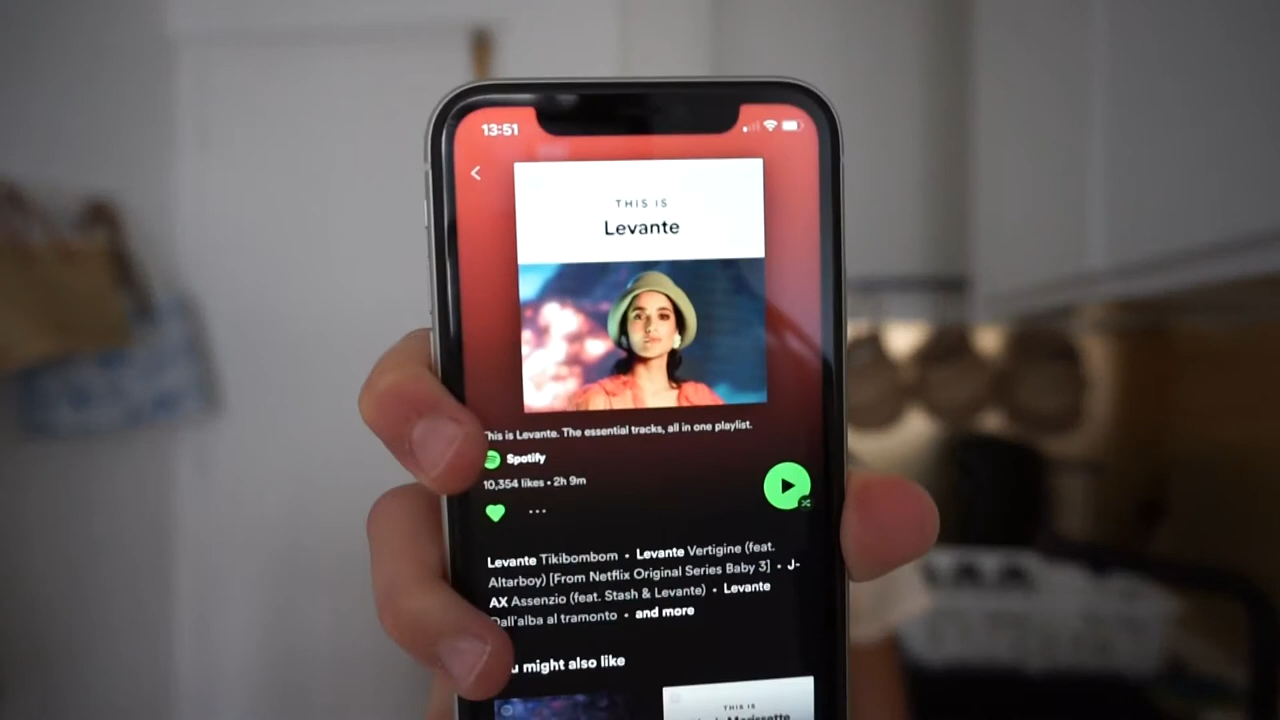 13:51
THIS IS
Levante
This is Levante. The essential tracks, all in one playlist.
Spotify
10,354 likes • 2h 9m
Levante Tikibombom • Levante Vertigine (feat.
Altarboy) [From Netflix Original Series Baby 3] • J-
AX Assenzio (feat. Stash & Levante) • Levante
Dall'alba al tramonto • and more
u might also like
THIS IS
Morissette